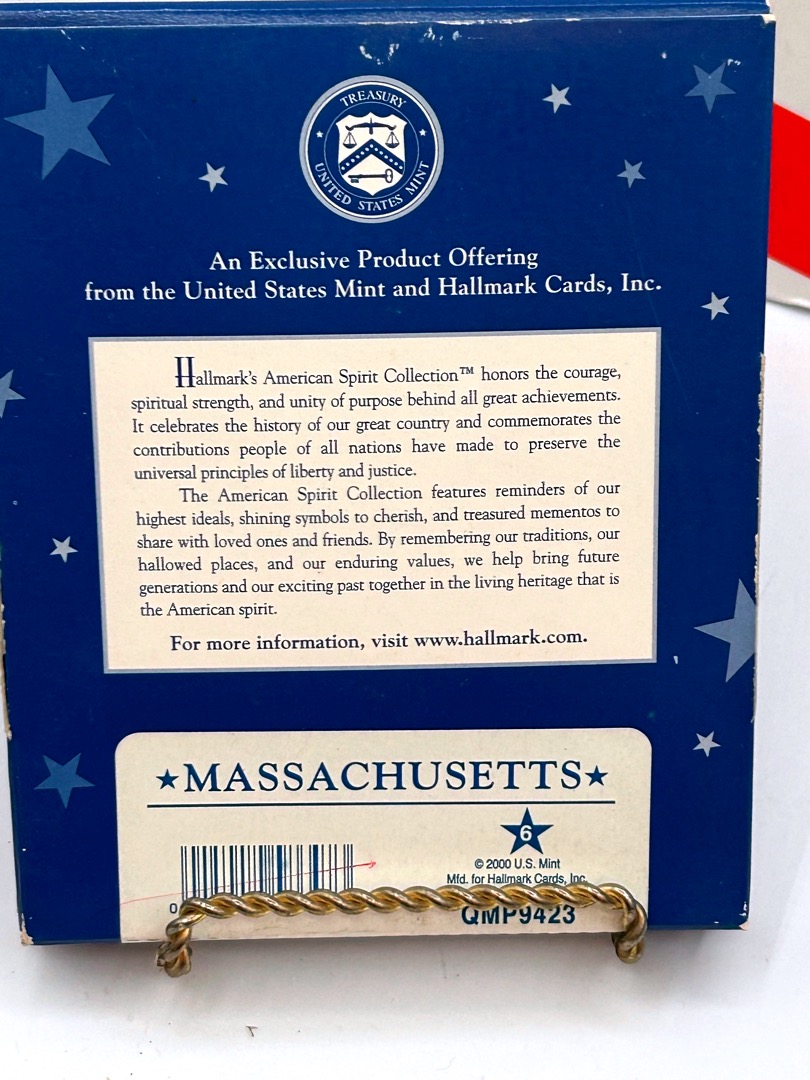 TREASURY
UNITED STATES MINT
An Exclusive Product Offering
from the United States Mint and Hallmark Cards, Inc.
Hallmark's American Spirit Collection™ honors the courage,
spiritual strength, and unity of purpose behind all great achievements.
It celebrates the history of our great country and commemorates the
contributions people of all nations have made to preserve the
universal principles of liberty and justice.
The American Spirit Collection features reminders of our
highest ideals, shining symbols to cherish, and treasured mementos to
share with loved ones and friends. By remembering our traditions, our
hallowed places, and our enduring values, we help bring future
generations and our exciting past together in the living heritage that is
the American spirit.
For more information, visit www.hallmark.com.
★MASSACHUSETTS★
6
© 2000 U.S. Mint
Mfd. for Hallmark Cards, Inc.
0
QMP9423